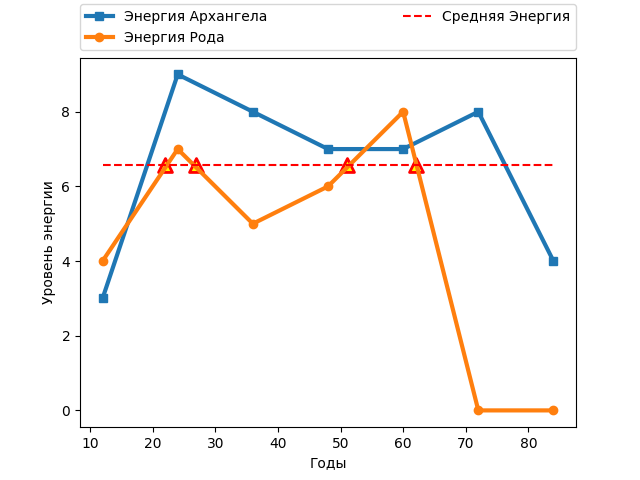 Энергия Архангела
Энергия Рода
Средняя Энергия
Уровень энергии
8
6
4
2
0
10 20 30 40 50 60 70 80
Годы